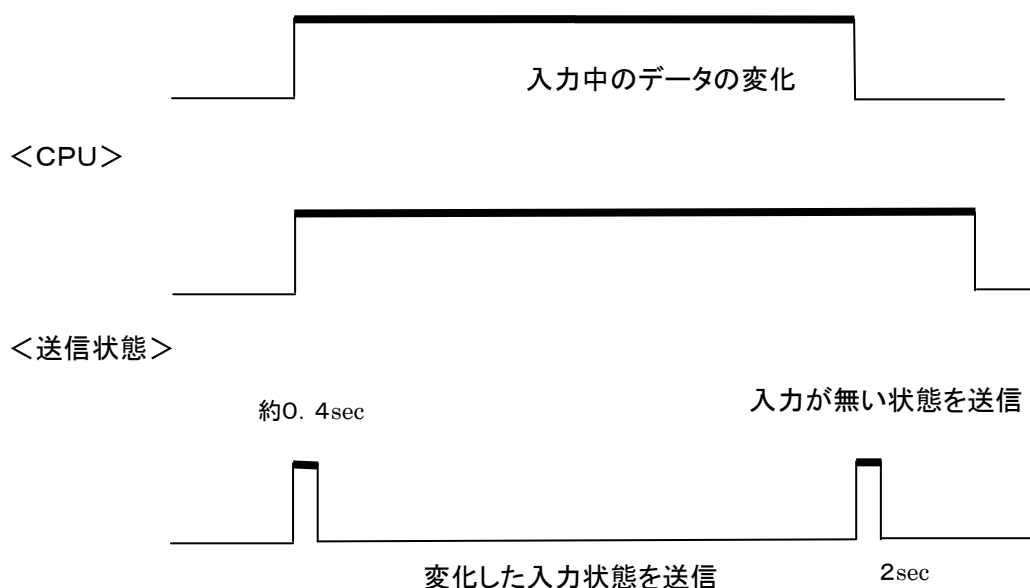 入力中のデータの変化
＜CPU＞
＜送信状態＞
約0．4sec
入力が無い状態を送信
変化した入力状態を送信
2sec